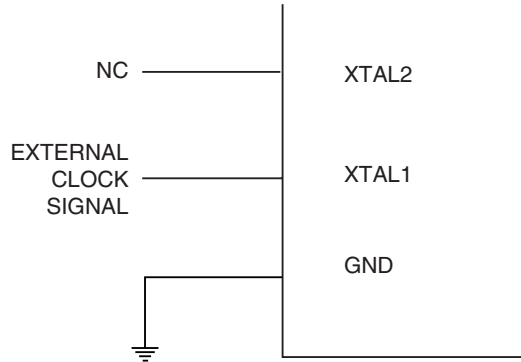 NC
XTAL2
EXTERNAL
CLOCK
SIGNAL
XTAL1
GND